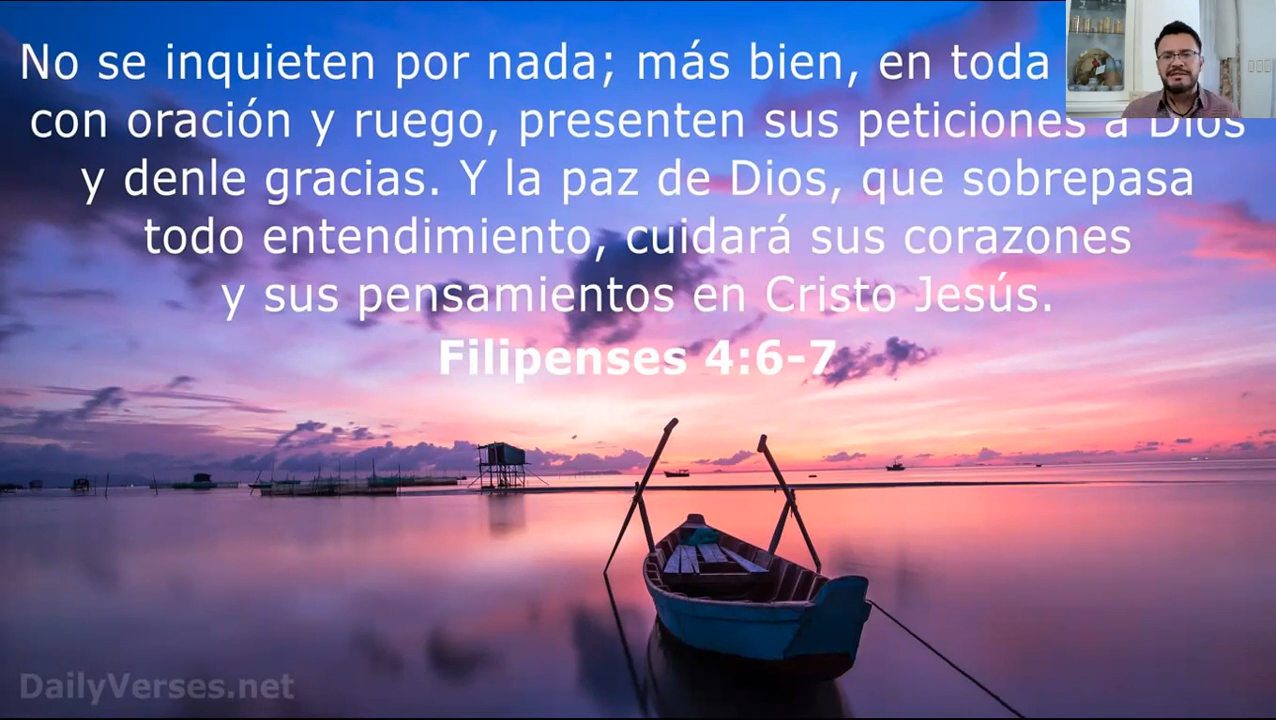 No se inquieten por nada; más bien, en toda
con oración y ruego, presenten sus peticiones a Dios
y denle gracias. Y la paz de Dios, que sobrepasa
todo entendimiento, cuidará sus corazones
y sus pensamientos en Cristo Jesús.
Filipenses 4:6-7
DailyVerses.net